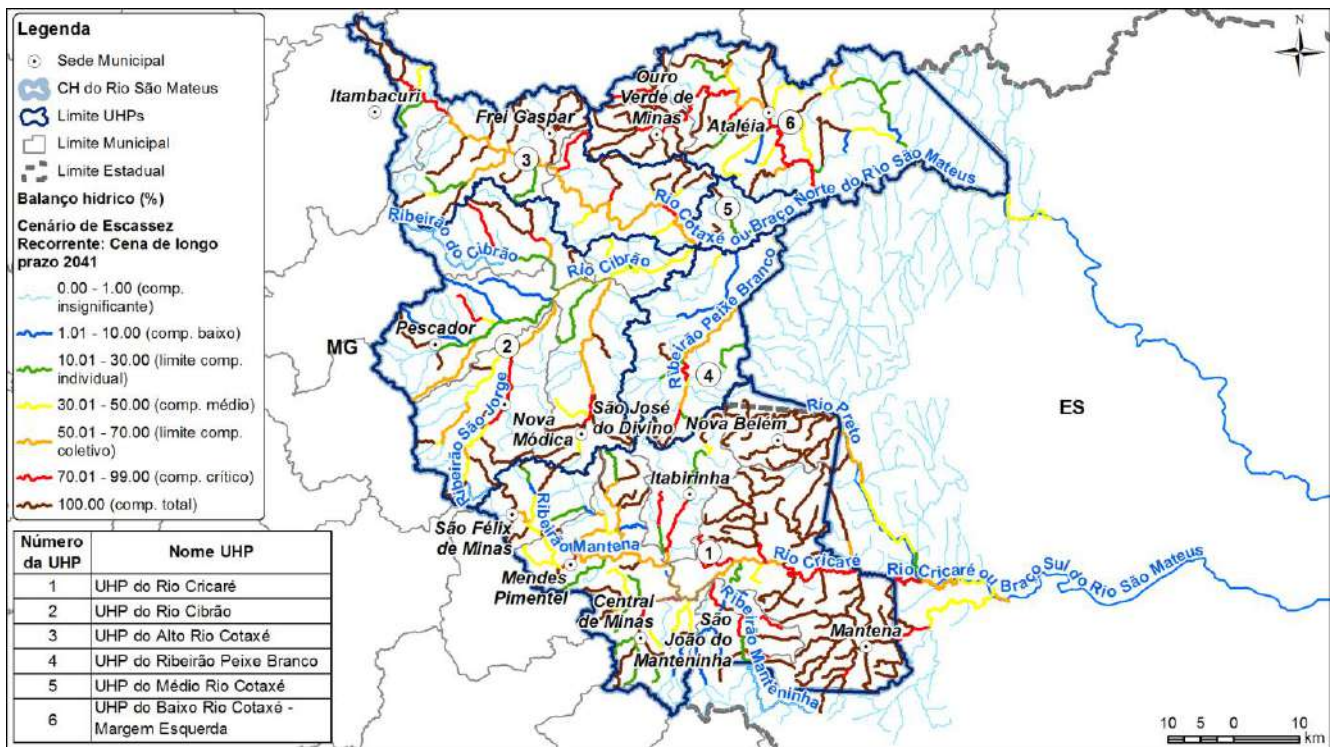 Legenda
Sede Municipal
CH do Rio São Mateus
Limite UHPs
Limite Municipal
Limite Estadual
Balanço hídrico (%)
Cenário de Escassez
Recorrente: Cena de longo
prazo 2041
0.00 - 1.00 (comp.
insignificante)
1.01 - 10.00 (comp. baixo)
10.01 - 30.00 (limite comp.
individual)
30.01 - 50.00 (comp. médio)
50.01 - 70.00 (limite comp.
coletivo)
70.01 - 99.00 (comp. crítico)
100.00 (comp. total)
Número
da UHP
Nome UHP
1 UHP do Rio Cricaré
2 UHP do Rio Cibrão
3 UHP do Alto Rio Cotaxé
4 UHP do Ribeirão Peixe Branco
5 UHP do Médio Rio Cotaxé
6 UHP do Baixo Rio Cotaxé -
Margem Esquerda
N
Itambacuri
Frei Gaspar
Ouro
Verde de
Minas
Ataléia
6
3
5
Rio Cotaxé ou Braço Norte do Rio São Mateus
Ribeirão do Cibrão
Rio Cibrão
Ribeirão Peixe Branco
Pescador
MG
2
4
ES
Ribeirão São Jorge
Nova
Módica
São José
do Divino
Nova Belém
Rio Preto
Itabirinha
São Félix
de Minas
Ribeirão Mantena
1
Rio Cricaré
Rio Cricaré ou Braço Sul do Rio São Mateus
Mendes
Pimentel
Central
de Minas
São
João do
Manteninha
Ribeirão Manteninha
Mantena
10 5 0 10
km